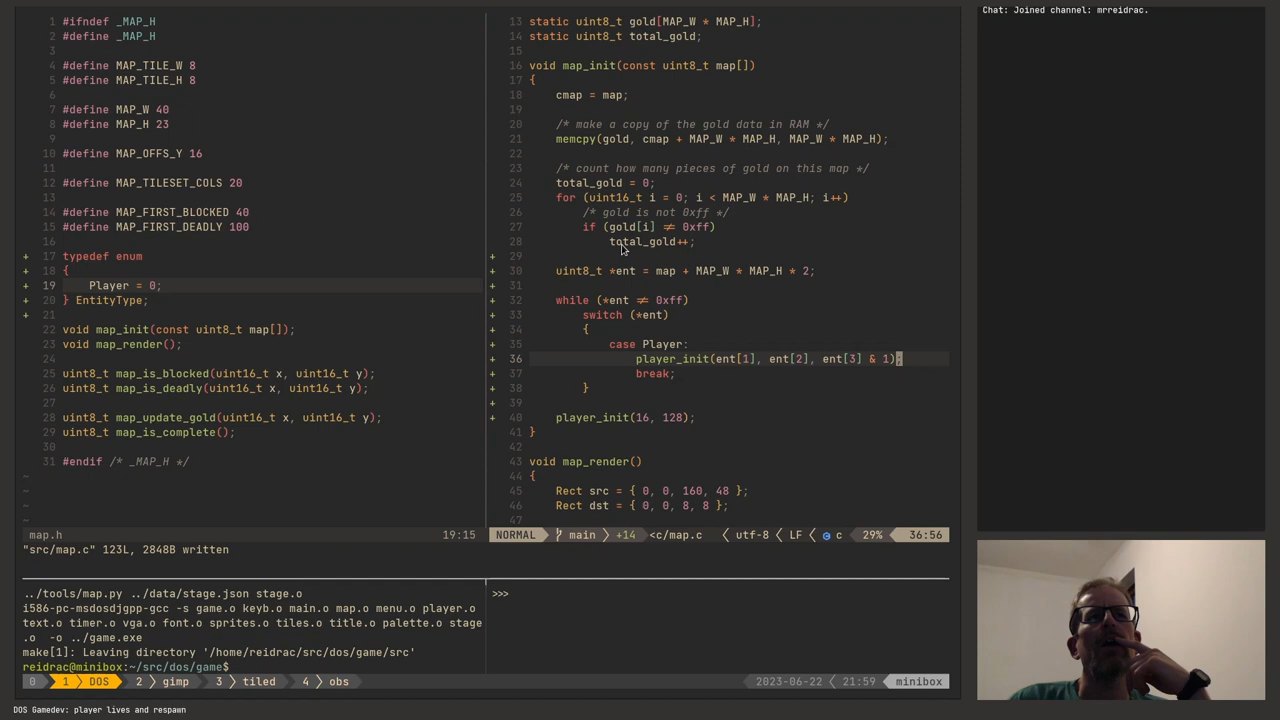 1 #ifndef _MAP_H
2 #define _MAP_H
3
4 #define MAP_TILE_W 8
5 #define MAP_TILE_H 8
6
7 #define MAP_W 40
8 #define MAP_H 23
9
10 #define MAP_OFFS_Y 16
11
12 #define MAP_TILESET_COLS 20
13
14 #define MAP_FIRST_BLOCKED 40
15 #define MAP_FIRST_DEADLY 100
16
+ 17 typedef enum
+ 18 {
+ 19 Player = 0;
+ 20 } EntityType;
+ 21
22 void map_init(const uint8_t map[]);
23 void map_render();
24
25 uint8_t map_is_blocked(uint16_t x, uint16_t y);
26 uint8_t map_is_deadly(uint16_t x, uint16_t y);
27
28 uint8_t map_update_gold(uint16_t x, uint16_t y);
29 uint8_t map_is_complete();
30
31 #endif /* _MAP_H */
~
~
~
~
map.h 19:15
"src/map.c" 123L, 2848B written
13 static uint8_t gold[MAP_W * MAP_H];
14 static uint8_t total_gold;
15
16 void map_init(const uint8_t map[])
17 {
18 cmap = map;
19
20 /* make a copy of the gold data in RAM */
21 memcpy(gold, cmap + MAP_W * MAP_H, MAP_W * MAP_H);
22
23 /* count how many pieces of gold on this map */
24 total_gold = 0;
25 for (uint16_t i = 0; i < MAP_W * MAP_H; i++)
26 /* gold is not 0xff */
27 if (gold[i] ≠ 0xff)
28 total_gold++;
+ 29
+ 30 uint8_t *ent = map + MAP_W * MAP_H * 2;
+ 31
+ 32 while (*ent ≠ 0xff)
+ 33 switch (*ent)
+ 34 {
+ 35 case Player:
+ 36 player_init(ent[1], ent[2], ent[3] & 1);
+ 37 break;
+ 38 }
+ 39
+ 40 player_init(16, 128);
41 }
42
43 void map_render()
44 {
45 Rect src = { 0, 0, 160, 48 };
46 Rect dst = { 0, 0, 8, 8 };
47
NORMAL main +14 <c/map.c utf-8 LF c 29% 36:56
../tools/map.py ../data/stage.json stage.o
i586-pc-msdosdjgpp-gcc -s game.o keyb.o main.o map.o menu.o player.o
text.o timer.o vga.o font.o sprites.o tiles.o title.o palette.o stage
.o -o ../game.exe
make[1]: Leaving directory '/home/reidrac/src/dos/game/src'
reidrac@minibox:~/src/dos/game$
>>>
0 1 DOS 2 gimp 3 tiled 4 obs 2023-06-22 21:59 minibox
DOS Gamedev: player lives and respawn
Chat: Joined channel: mrreidrac.